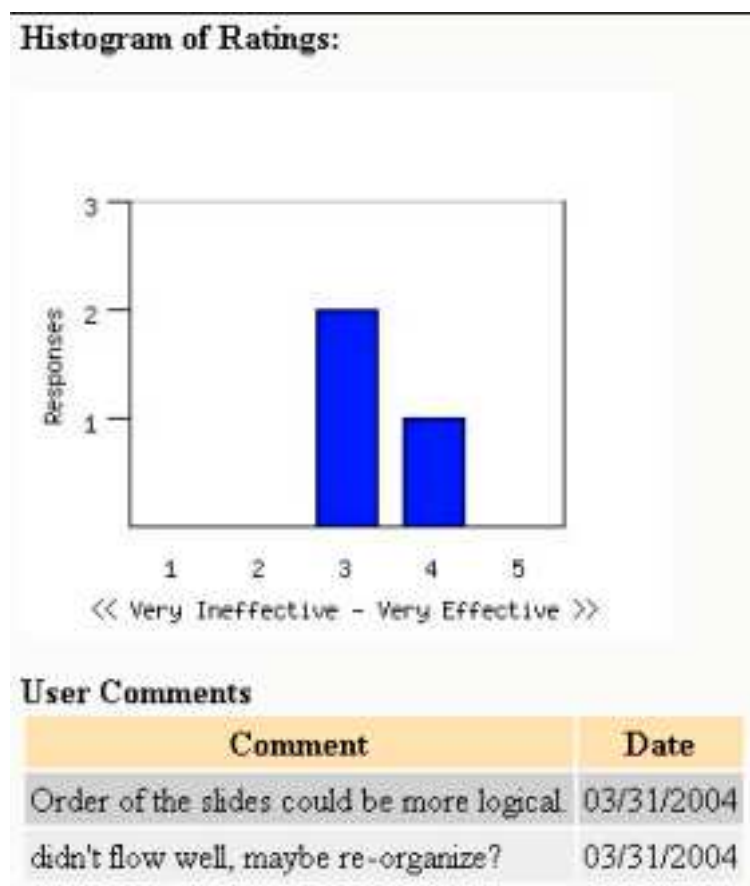 Histogram of Ratings:
3
2
1
Responses
1 2 3 4 5
<< Very Ineffective - Very Effective >>
User Comments
Comment Date
Order of the slides could be more logical. 03/31/2004
didn't flow well, maybe re-organize? 03/31/2004